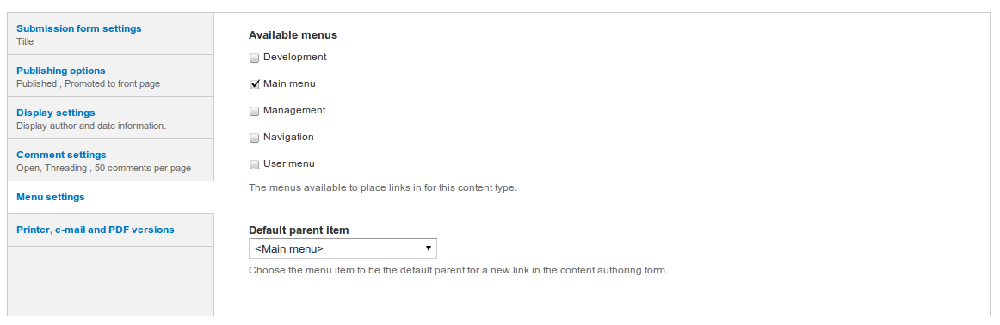 Submission form settings
Title
Publishing options
Published , Promoted to front page
Display settings
Display author and date information.
Comment settings
Open, Threading , 50 comments per page
Menu settings
Printer, e-mail and PDF versions
Available menus
Development
Main menu
Management
Navigation
User menu
The menus available to place links in for this content type.
Default parent item
<Main menu>
Choose the menu item to be the default parent for a new link in the content authoring form.